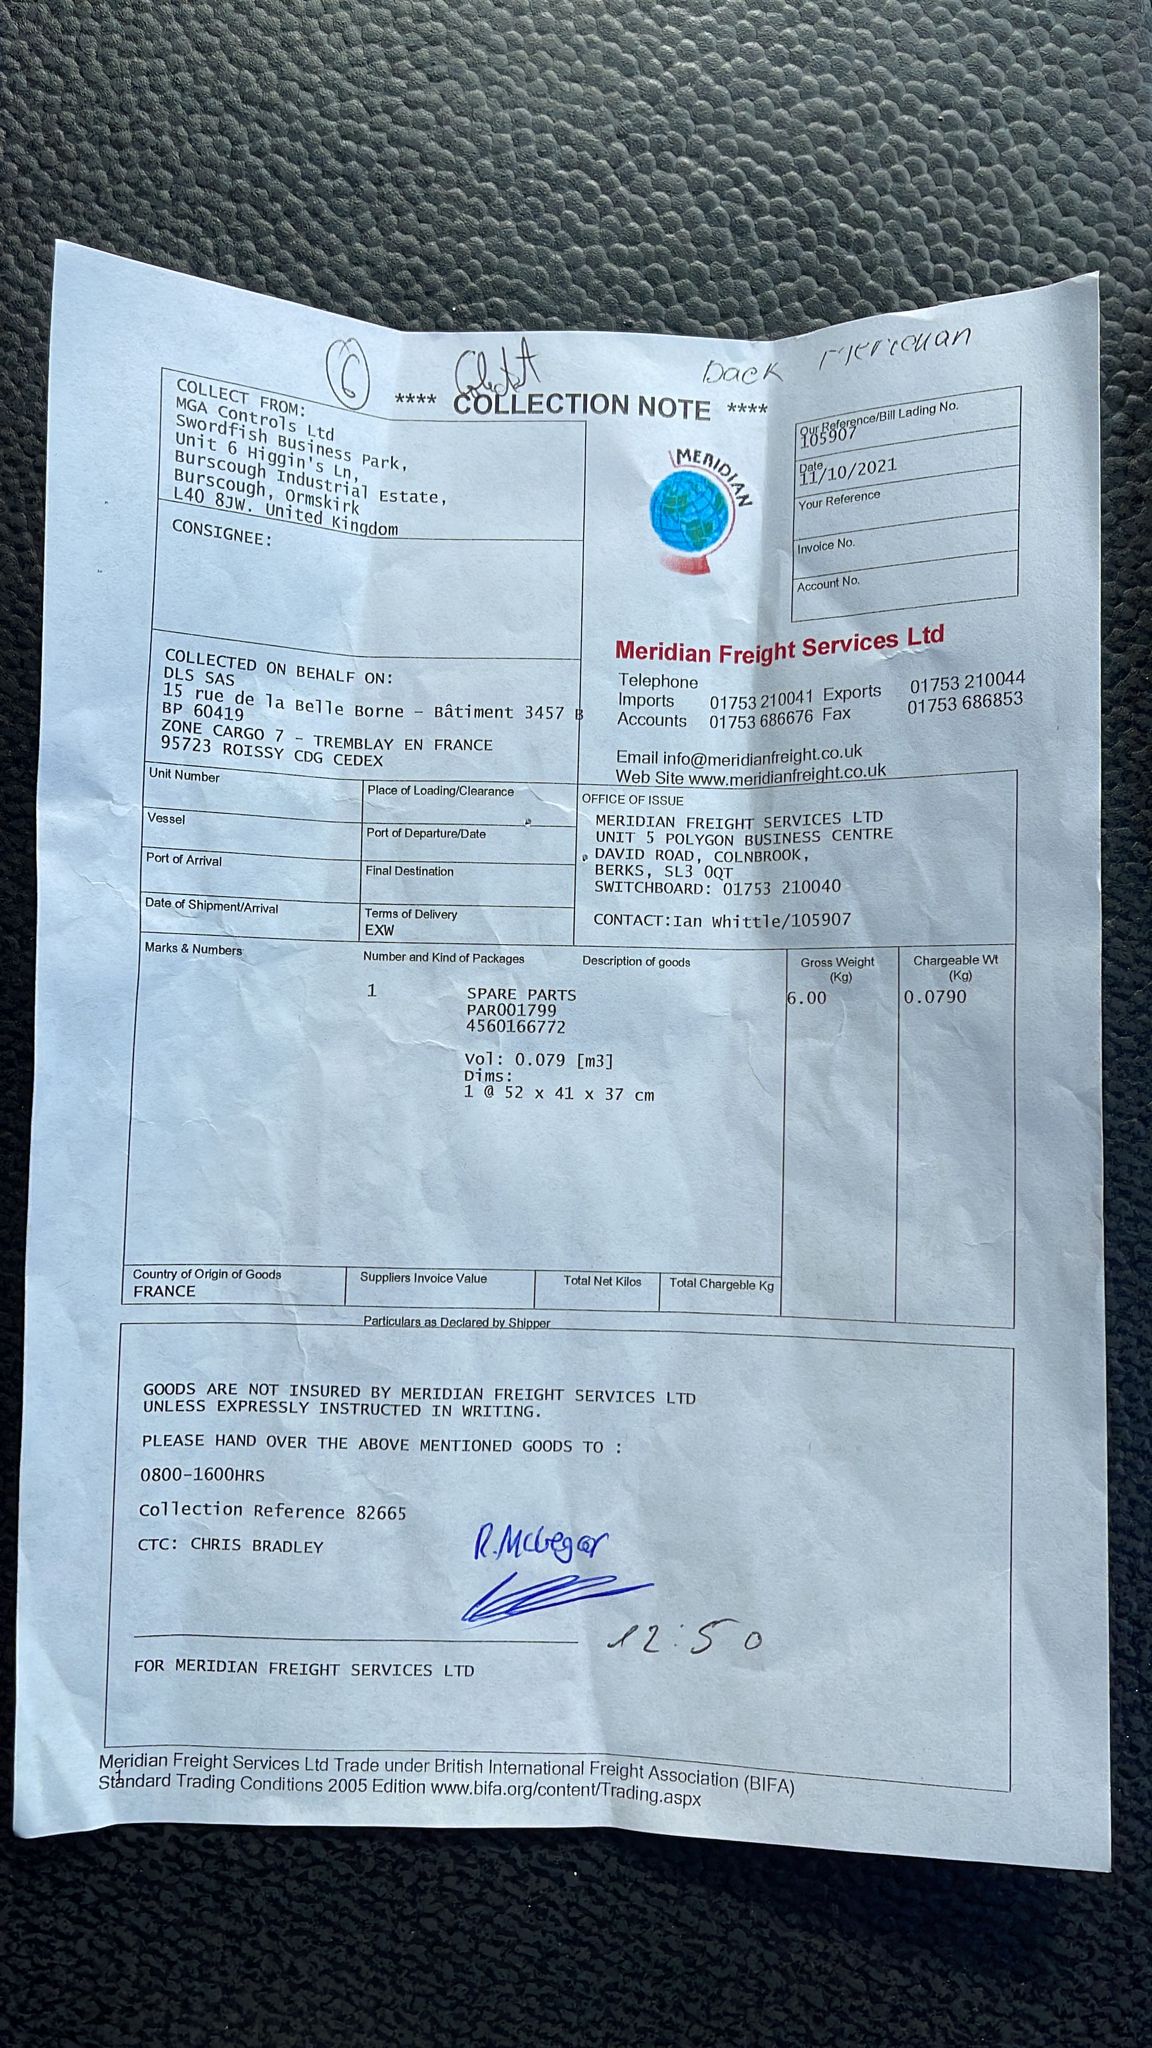 6 Collect back Meridian
**** COLLECTION NOTE ****
COLLECT FROM:
MGA Controls Ltd
Swordfish Business Park,
Unit 6 Higgin's Ln,
Burscough Industrial Estate,
Burscough, Ormskirk
L40 8JW. United Kingdom
CONSIGNEE:
MERIDIAN
Our Reference/Bill Lading No.
105907
Date
11/10/2021
Your Reference
Invoice No.
Account No.
COLLECTED ON BEHALF ON:
DLS SAS
15 rue de la Belle Borne - Bâtiment 3457 B
BP 60419
ZONE CARGO 7 - TREMBLAY EN FRANCE
95723 ROISSY CDG CEDEX
Meridian Freight Services Ltd
Telephone
Imports 01753 210041 Exports 01753 210044
Accounts 01753 686676 Fax 01753 686853
Email info@meridianfreight.co.uk
Web Site www.meridianfreight.co.uk
Unit Number
Place of Loading/Clearance
Vessel
Port of Departure/Date
Port of Arrival
Final Destination
Date of Shipment/Arrival
Terms of Delivery
EXW
OFFICE OF ISSUE
MERIDIAN FREIGHT SERVICES LTD
UNIT 5 POLYGON BUSINESS CENTRE
DAVID ROAD, COLNBROOK,
BERKS, SL3 0QT
SWITCHBOARD: 01753 210040
CONTACT:Ian Whittle/105907
Marks & Numbers Number and Kind of Packages Description of goods Gross Weight (Kg) Chargeable Wt (Kg)
1 SPARE PARTS 6.00 0.0790
PAR001799
4560166772
Vol: 0.079 [m3]
Dims:
1 @ 52 x 41 x 37 cm
Country of Origin of Goods Suppliers Invoice Value Total Net Kilos Total Chargeble Kg
FRANCE
Particulars as Declared by Shipper
GOODS ARE NOT INSURED BY MERIDIAN FREIGHT SERVICES LTD
UNLESS EXPRESSLY INSTRUCTED IN WRITING.
PLEASE HAND OVER THE ABOVE MENTIONED GOODS TO :
0800-1600HRS
Collection Reference 82665
CTC: CHRIS BRADLEY
R.McGegor
12:50
FOR MERIDIAN FREIGHT SERVICES LTD
Meridian Freight Services Ltd Trade under British International Freight Association (BIFA)
1
Standard Trading Conditions 2005 Edition www.bifa.org/content/Trading.aspx